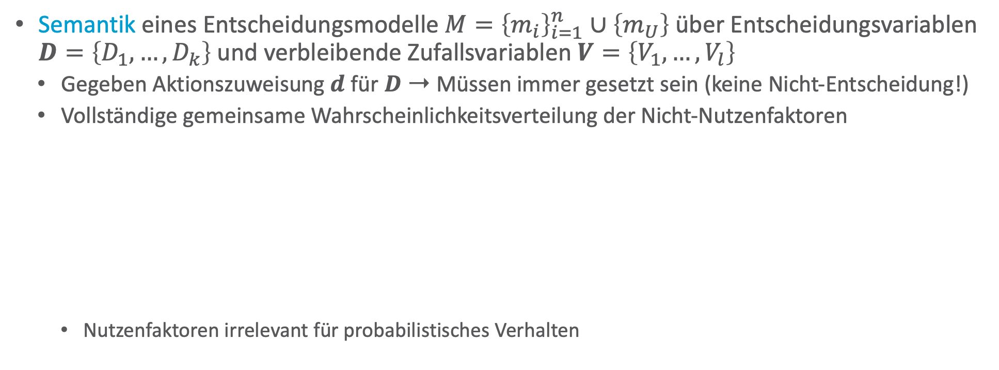 • Semantik eines Entscheidungsmodelle M = {m_i}_{i=1}^n ∪ {m_U} über Entscheidungsvariablen
D = {D_1, … , D_k} und verbleibende Zufallsvariablen V = {V_1, … , V_l}
• Gegeben Aktionszuweisung d für D → Müssen immer gesetzt sein (keine Nicht-Entscheidung!)
• Vollständige gemeinsame Wahrscheinlichkeitsverteilung der Nicht-Nutzenfaktoren
• Nutzenfaktoren irrelevant für probabilistisches Verhalten